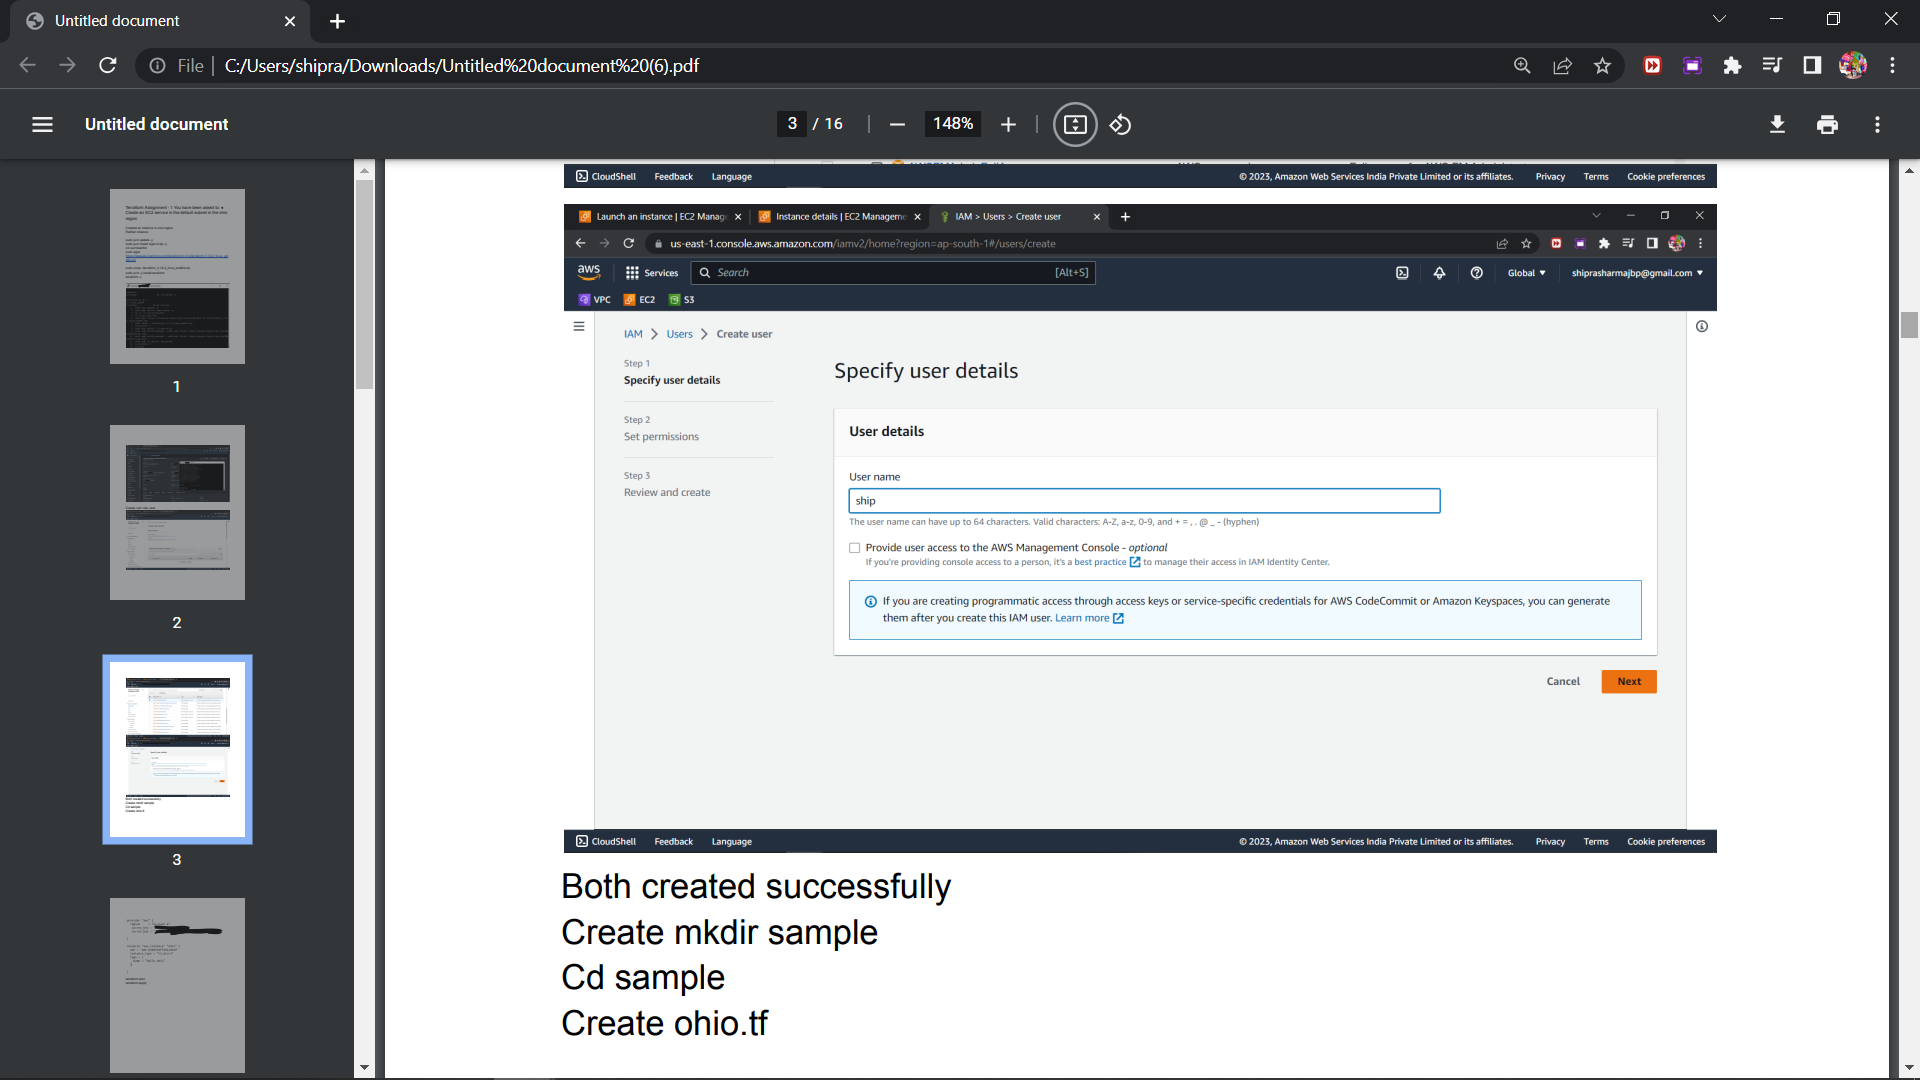 Untitled document
File | C:/Users/shipra/Downloads/Untitled%20document%20(6).pdf
Untitled document
3 / 16
148%
1
2
3
CloudShell Feedback Language © 2023, Amazon Web Services India Private Limited or its affiliates. Privacy Terms Cookie preferences
Launch an instance | EC2 Manage Instance details | EC2 Manageme IAM > Users > Create user
us-east-1.console.aws.amazon.com/iamv2/home?region=ap-south-1#/users/create
aws Services Search [Alt+S] Global shiprasharmajbp@gmail.com
VPC EC2 S3
IAM > Users > Create user
Step 1
Specify user details
Step 2
Set permissions
Step 3
Review and create
Specify user details
User details
User name
ship
The user name can have up to 64 characters. Valid characters: A-Z, a-z, 0-9, and + = , . @ _ - (hyphen)
Provide user access to the AWS Management Console - optional
If you're providing console access to a person, it's a best practice to manage their access in IAM Identity Center.
If you are creating programmatic access through access keys or service-specific credentials for AWS CodeCommit or Amazon Keyspaces, you can generate
them after you create this IAM user. Learn more
Cancel Next
CloudShell Feedback Language © 2023, Amazon Web Services India Private Limited or its affiliates. Privacy Terms Cookie preferences
Both created successfully
Create mkdir sample
Cd sample
Create ohio.tf